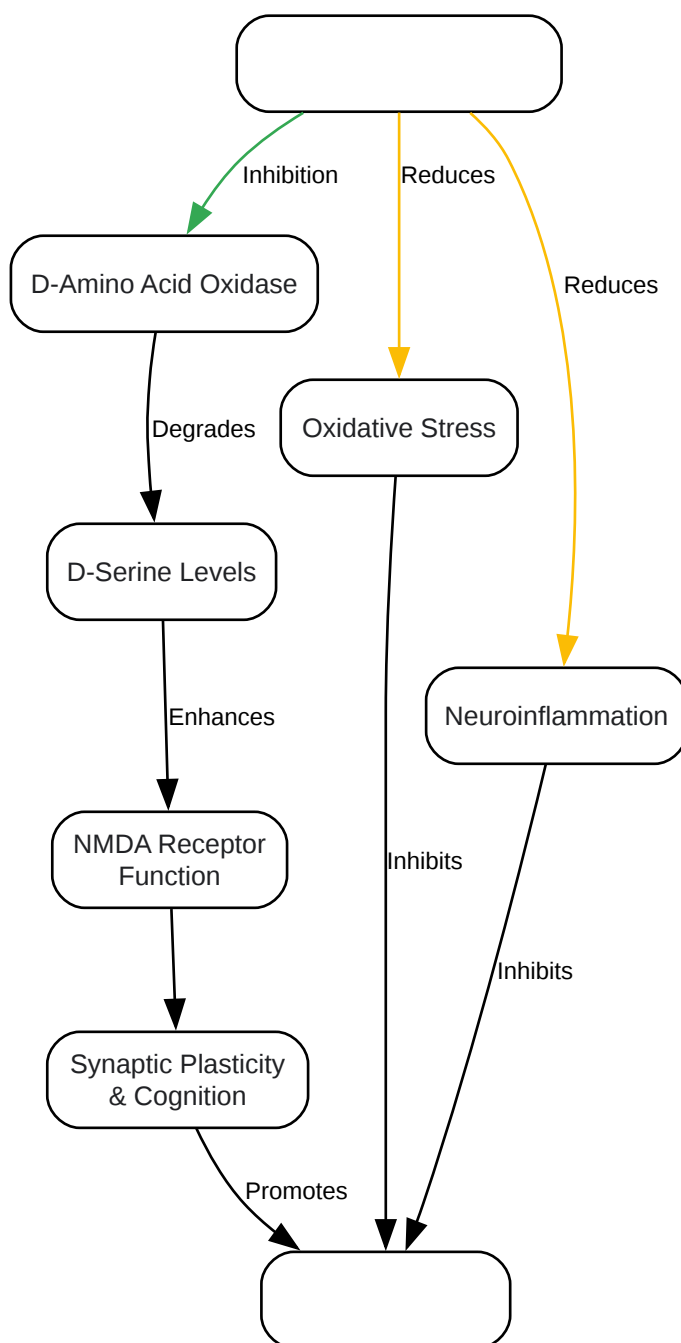 Inhibition
Reduces
D-Amino Acid Oxidase
Reduces
Oxidative Stress
Degrades
D-Serine Levels
Enhances
Neuroinflammation
NMDA Receptor
Function
Inhibits
Inhibits
Synaptic Plasticity
& Cognition
Promotes